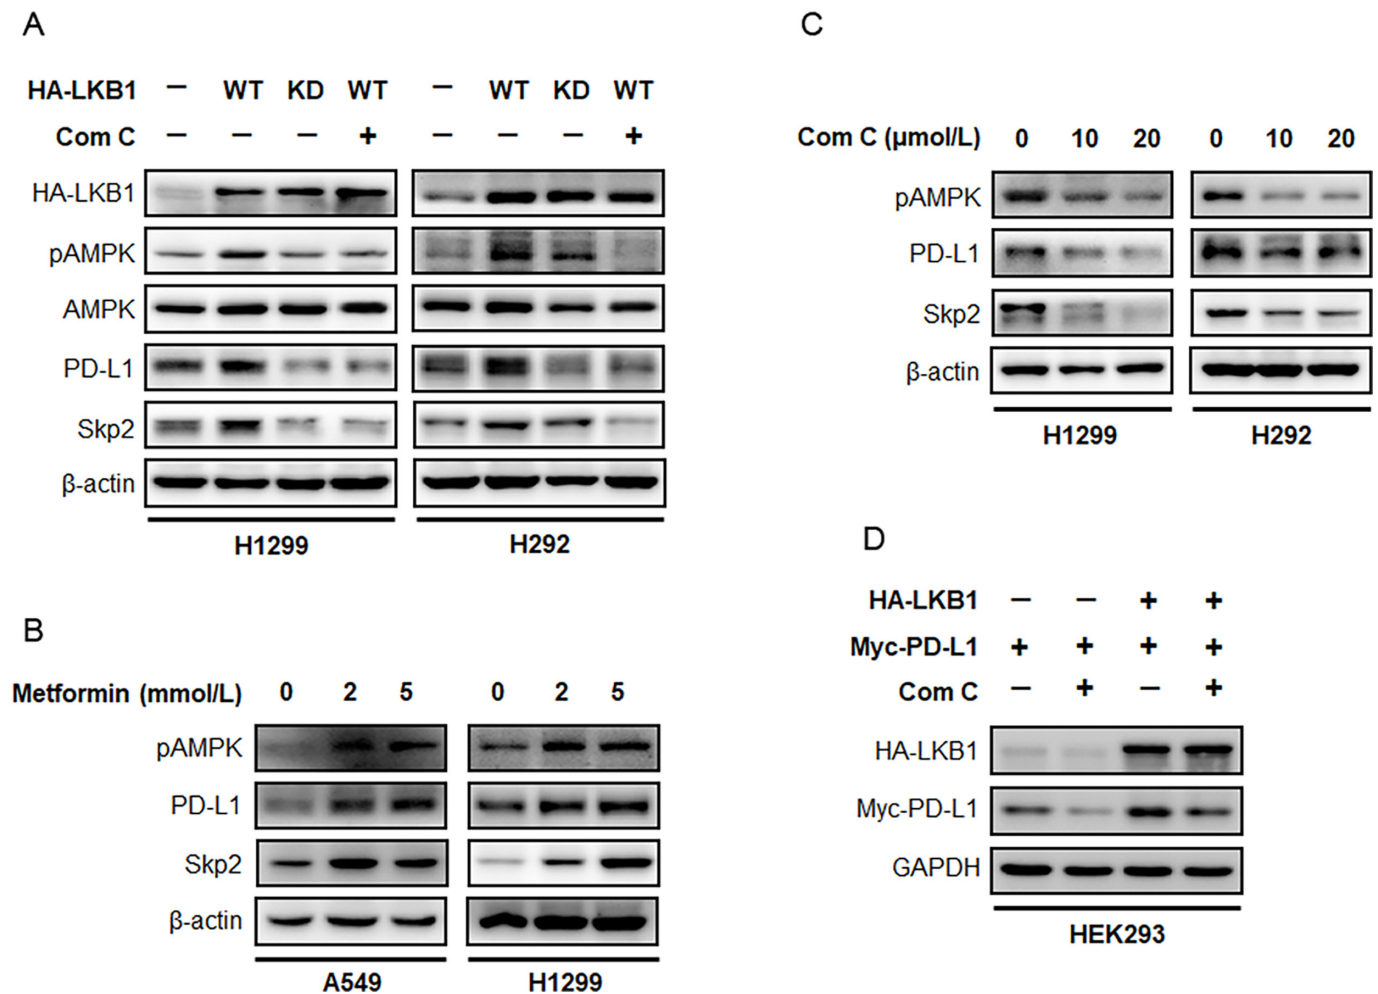 A
HA-LKB1 – WT KD WT – WT KD WT
Com C – – – + – – – +
HA-LKB1
pAMPK
AMPK
PD-L1
Skp2
β-actin
H1299 H292
B
Metformin (mmol/L) 0 2 5 0 2 5
pAMPK
PD-L1
Skp2
β-actin
A549 H1299
C
Com C (μmol/L) 0 10 20 0 10 20
pAMPK
PD-L1
Skp2
β-actin
H1299 H292
D
HA-LKB1 – – + +
Myc-PD-L1 + + + +
Com C – + – +
HA-LKB1
Myc-PD-L1
GAPDH
HEK293